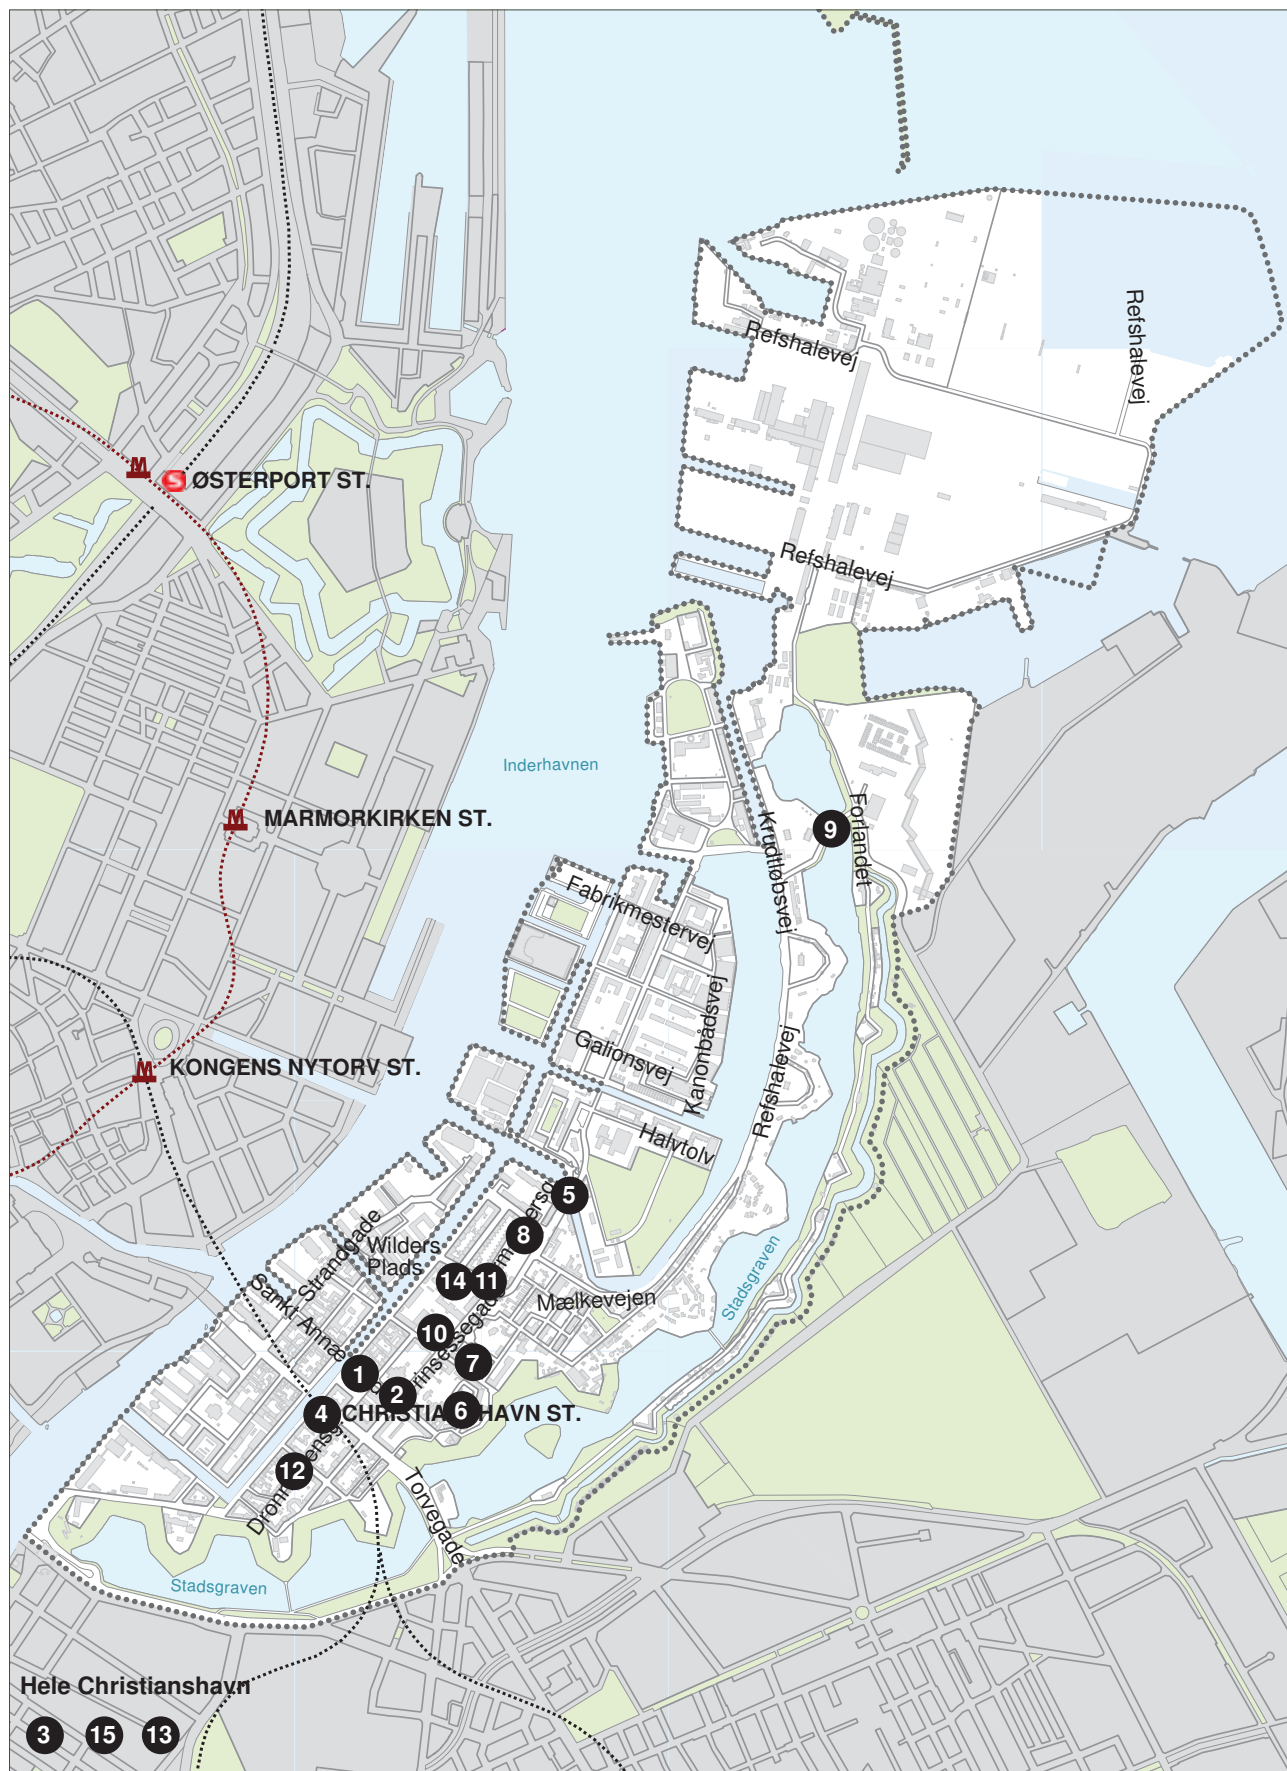 Refshalevej
Refshalevej
M
S ØSTERPORT ST.
Refshalevej
Inderhavnen
M MARMORKIRKEN ST.
9
Forlandet
Krudtløbsvej
Fabrikmestervej
Kanonbådsvej
Galionsvej
Refshalevej
M KONGENS NYTORV ST.
Halvtolv
5
8
Strandgade
Wilders
Plads
14
11
Mælkevejen
Stadsgraven
Sankt Annæ
10
7
1
2
6
4
12
Torvegade
Stadsgraven
Hele Christianshavn
3 15 13